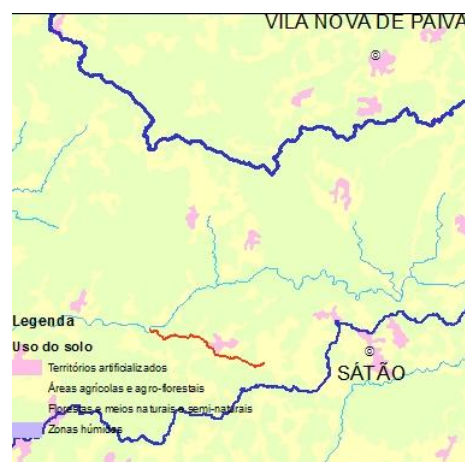 VILA NOVA DE PAIVA
SÁTÃO
Legenda
Uso do solo
Territórios artificializados
Áreas agrícolas e agro-florestais
Florestas e meios naturais e semi-naturais
Zonas húmidas